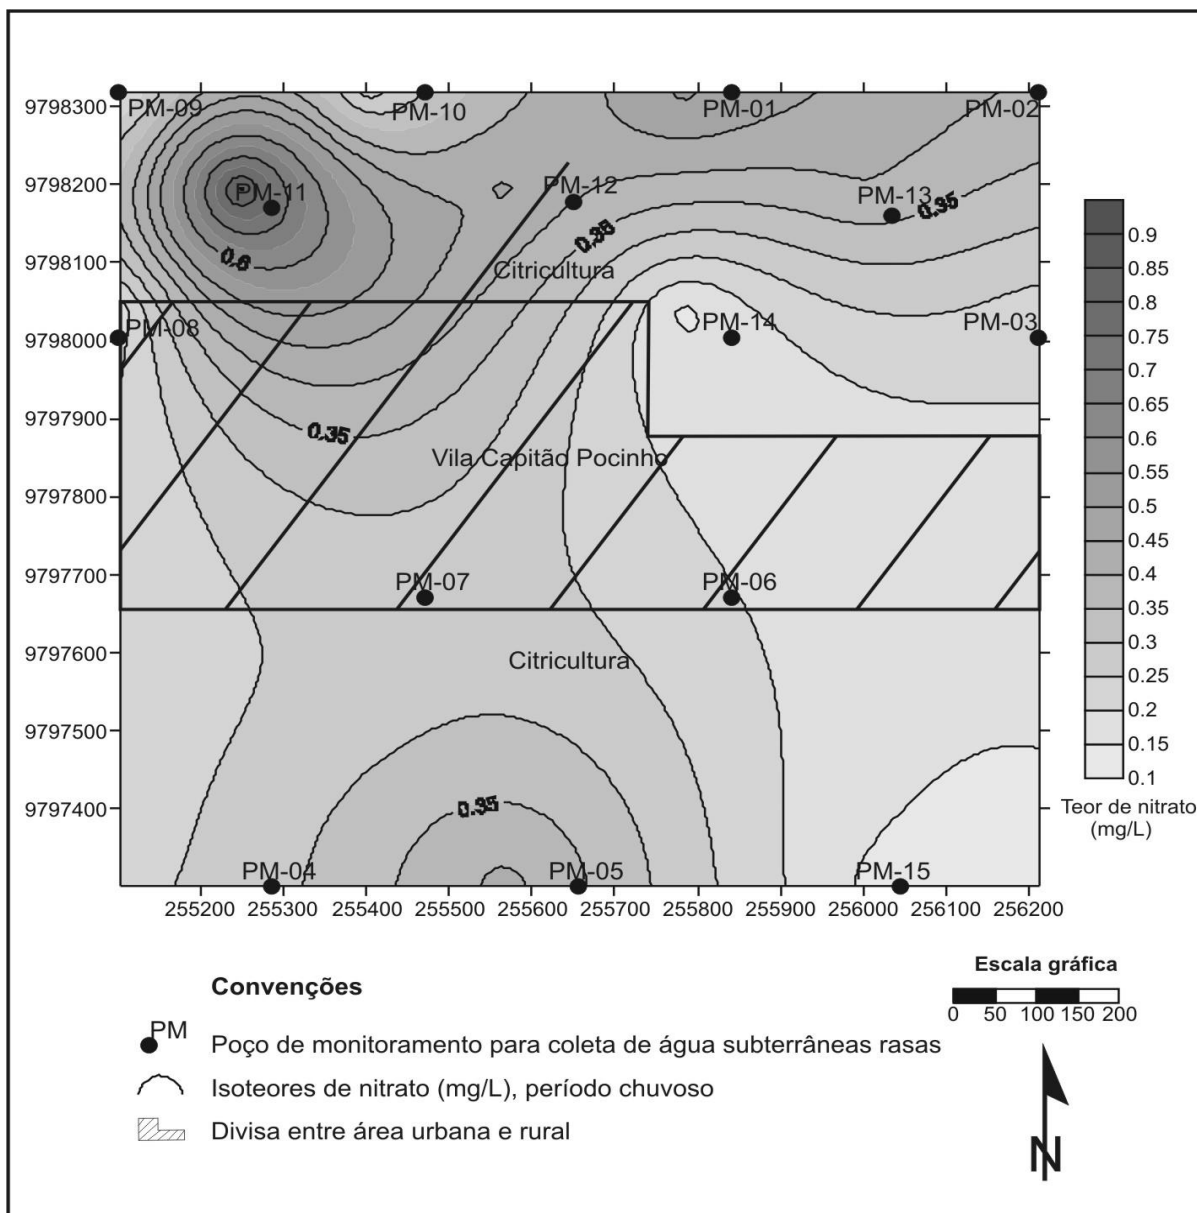 9798300
9798200
9798100
9798000
9797900
9797800
9797700
9797600
9797500
9797400
PM-09
PM-10
PM-01
PM-02
PM-11
PM-12
PM-13
0.35
0.35
0.6
Citricultura
PM-08
PM-14
PM-03
0.35
Vila Capitão Pocinho
PM-07
PM-06
Citricultura
0.35
PM-04
PM-05
PM-15
255200 255300 255400 255500 255600 255700 255800 255900 256000 256100 256200
0.9
0.85
0.8
0.75
0.7
0.65
0.6
0.55
0.5
0.45
0.4
0.35
0.3
0.25
0.2
0.15
0.1
Teor de nitrato
(mg/L)
Convenções
PM
Poço de monitoramento para coleta de água subterrâneas rasas
Isoteores de nitrato (mg/L), período chuvoso
Divisa entre área urbana e rural
Escala gráfica
0 50 100 150 200
N